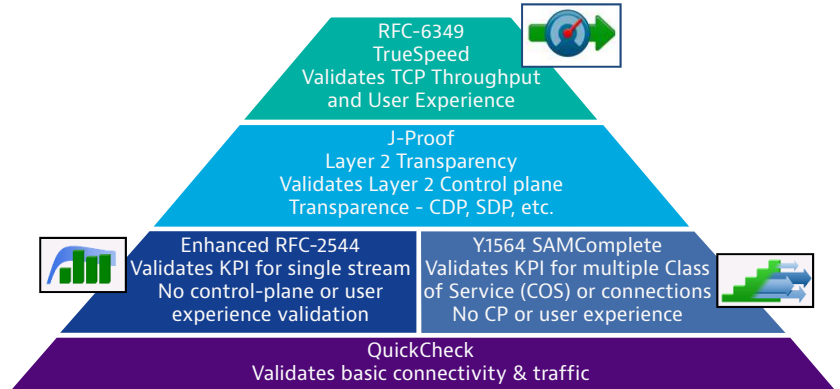 RFC-6349
TrueSpeed
Validates TCP Throughput
and User Experience
J-Proof
Layer 2 Transparency
Validates Layer 2 Control plane
Transparence - CDP, SDP, etc.
Enhanced RFC-2544
Validates KPI for single stream
No control-plane or user
experience validation
Y.1564 SAMComplete
Validates KPI for multiple Class
of Service (COS) or connections
No CP or user experience
QuickCheck
Validates basic connectivity & traffic